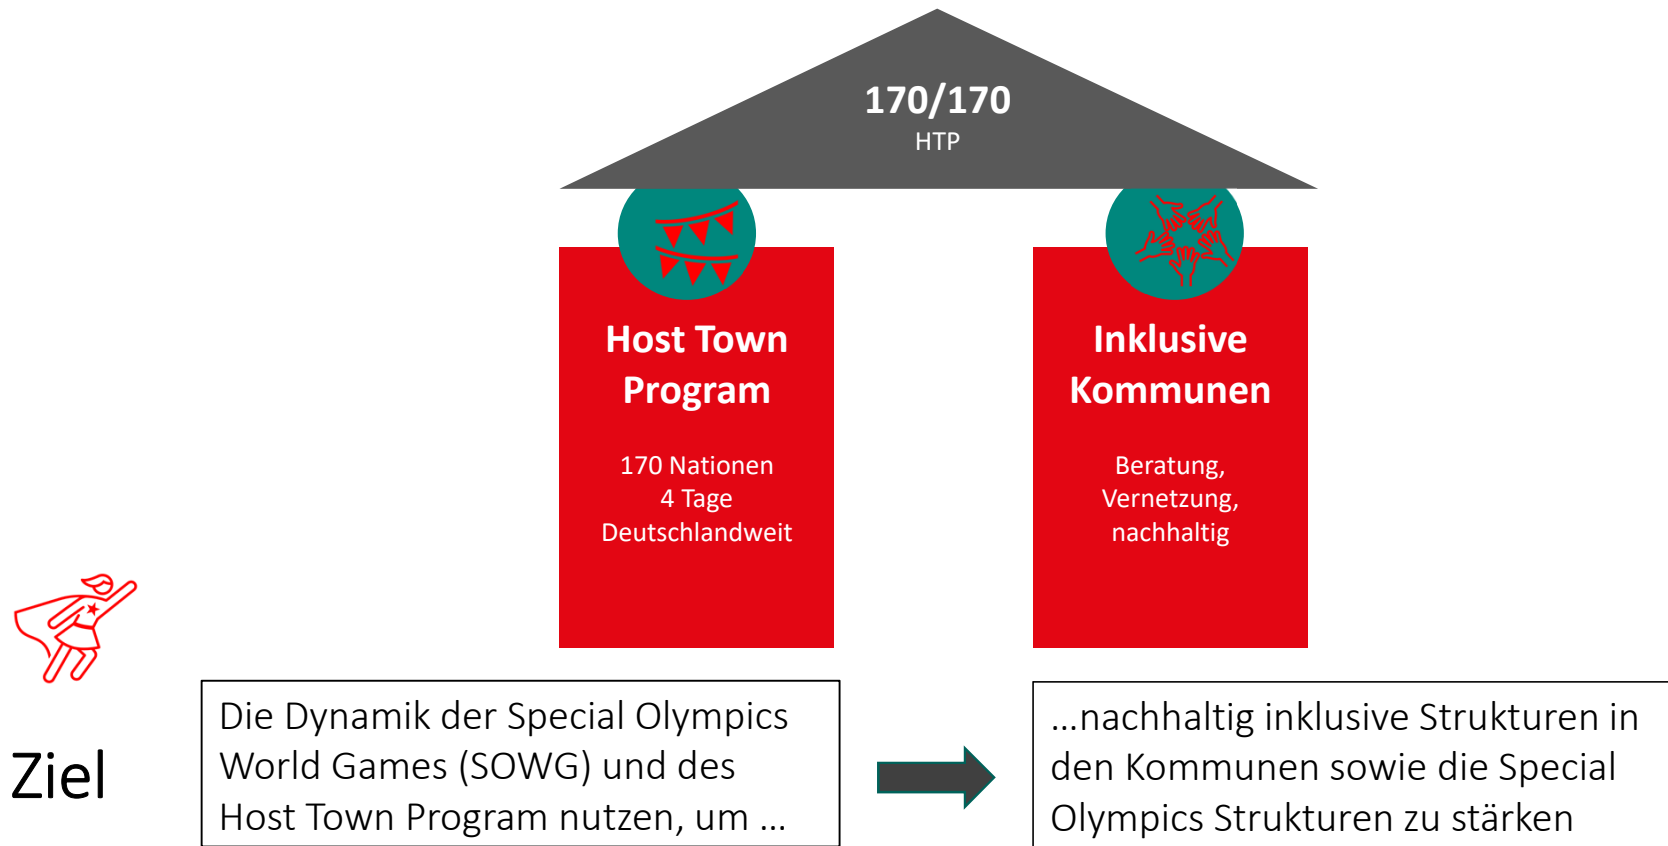 170/170
HTP
Host Town
Program
170 Nationen
4 Tage
Deutschlandweit
Inklusive
Kommunen
Beratung,
Vernetzung,
nachhaltig
Ziel
Die Dynamik der Special Olympics
World Games (SOWG) und des
Host Town Program nutzen, um ...
...nachhaltig inklusive Strukturen in
den Kommunen sowie die Special
Olympics Strukturen zu stärken